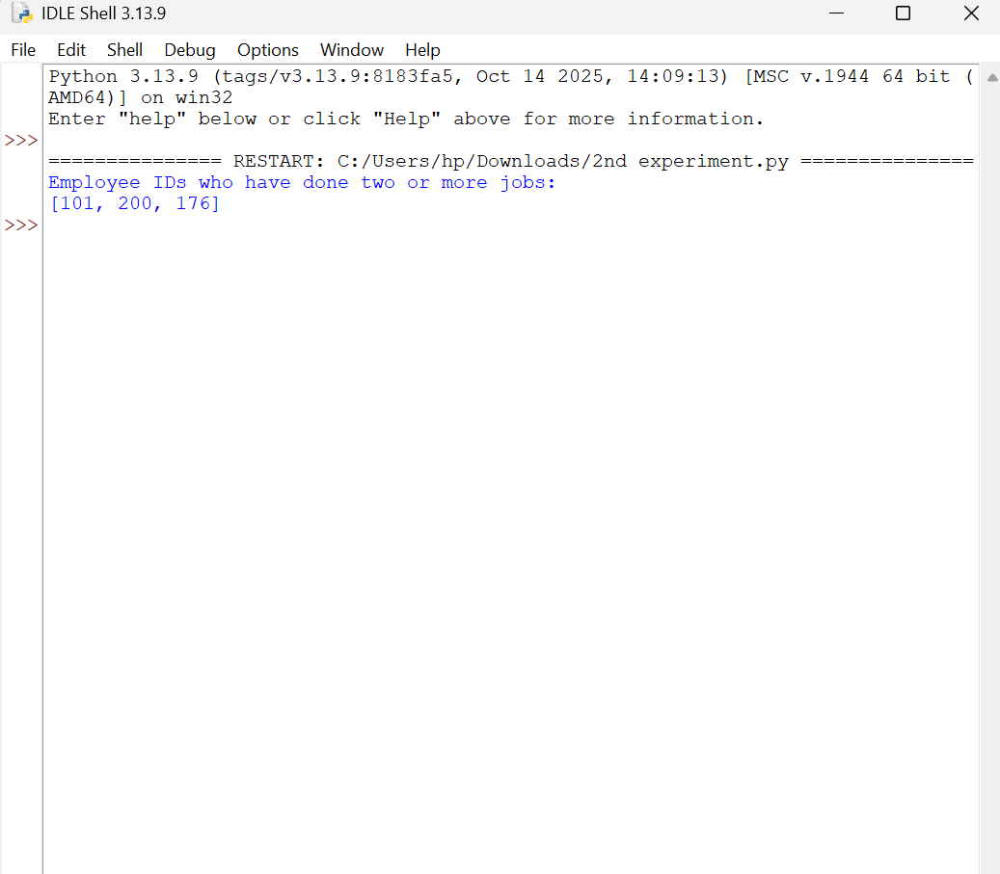 IDLE Shell 3.13.9
File Edit Shell Debug Options Window Help
Python 3.13.9 (tags/v3.13.9:8183fa5, Oct 14 2025, 14:09:13) [MSC v.1944 64 bit (
AMD64)] on win32
Enter "help" below or click "Help" above for more information.
>>>
=============== RESTART: C:/Users/hp/Downloads/2nd experiment.py ===============
Employee IDs who have done two or more jobs:
[101, 200, 176]
>>>